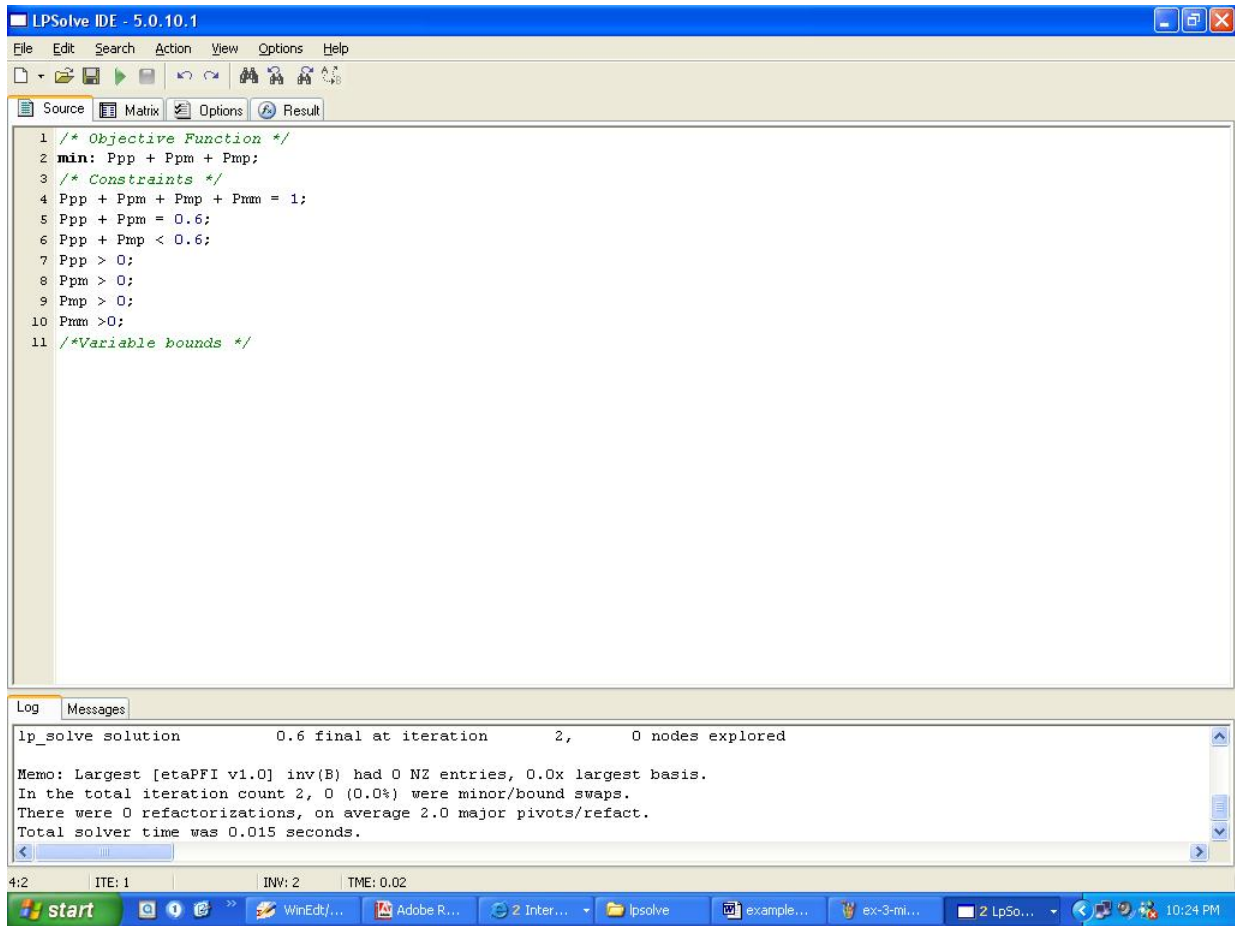 LPSolve IDE - 5.0.10.1
File Edit Search Action View Options Help
Source Matrix Options Result
1 /* Objective Function */
2 min: Ppp + Ppm + Pmp;
3 /* Constraints */
4 Ppp + Ppm + Pmp + Pmm = 1;
5 Ppp + Ppm = 0.6;
6 Ppp + Pmp < 0.6;
7 Ppp > 0;
8 Ppm > 0;
9 Pmp > 0;
10 Pmm >0;
11 /*Variable bounds */
Log Messages
lp_solve solution 0.6 final at iteration 2, 0 nodes explored
Memo: Largest [etaPFI v1.0] inv(B) had 0 NZ entries, 0.0x largest basis.
In the total iteration count 2, 0 (0.0%) were minor/bound swaps.
There were 0 refactorizations, on average 2.0 major pivots/refact.
Total solver time was 0.015 seconds.
4:2 ITE: 1 INV: 2 TME: 0.02
start WinEdt/... Adobe R... 2 Inter... lpsolve example... ex-3-mi... 2 LpSo... 10:24 PM